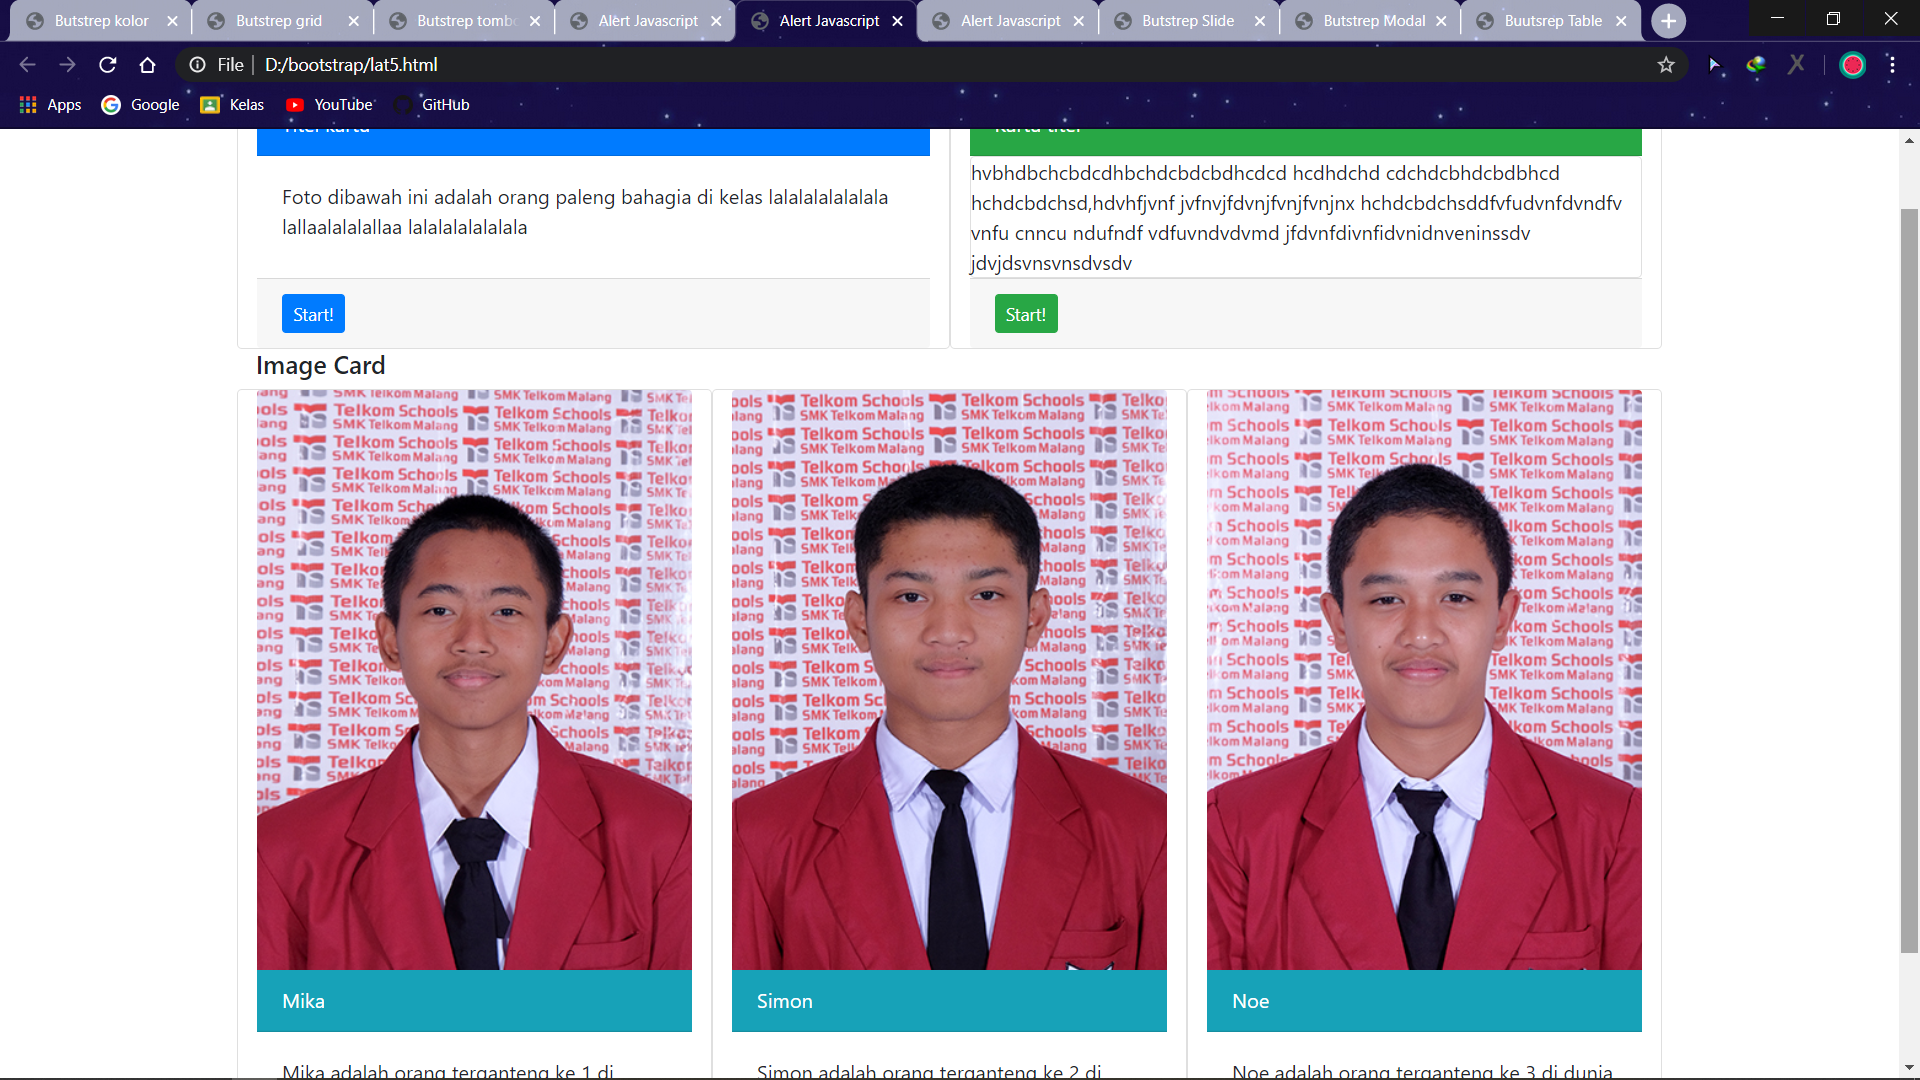 Butstrep kolor
Butstrep grid
Butstrep tombo
Alert Javascript
Alert Javascript
Alert Javascript
Butstrep Slide
Butstrep Modal
Buutsrep Table
File | D:/bootstrap/lat5.html
Apps
Google
Kelas
YouTube
GitHub
Foto dibawah ini adalah orang paleng bahagia di kelas lalalalalalalala
lallaalalalallaa lalalalalalalala
Start!
hvbhdbchcbdcdhbchdcbdcbdhcdcd hcdhdchd cdchdcbhdcbdbhcd
hchdcbdchsd,hdvhfjvnf jvfnvjfdvnjfvnjfvnjnx hchdcbdchsddfvfudvnfdvndfv
vnfu cnncu ndufndf vdfuvndvdvmd jfdvnfdivnfidvnidnveninssdv
jdvjdsvnsvnsdvsdv
Start!
Image Card
Telkom Schools
SMK Telkom Malang
Mika
Simon
Noe
Mika adalah orang terganteng ke 1 di
Simon adalah orang terganteng ke 2 di
Noe adalah orang terganteng ke 3 di dunia